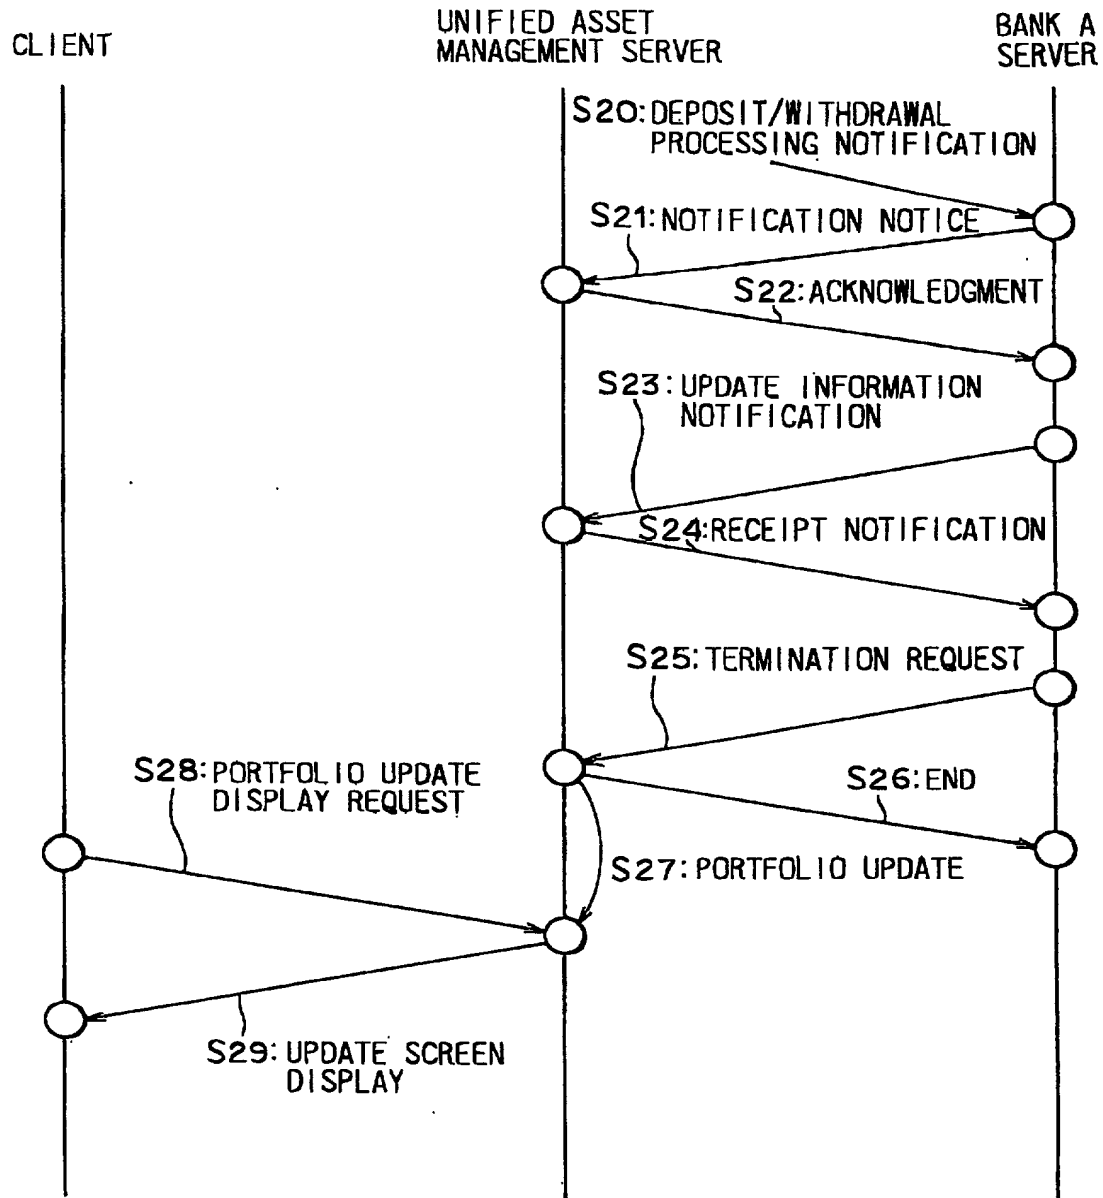 CLIENT
UNIFIED ASSET
MANAGEMENT SERVER
BANK A
SERVER
S20: DEPOSIT/WITHDRAWAL
PROCESSING NOTIFICATION
S21: NOTIFICATION NOTICE
S22: ACKNOWLEDGMENT
S23: UPDATE INFORMATION
NOTIFICATION
S24: RECEIPT NOTIFICATION
S25: TERMINATION REQUEST
S28: PORTFOLIO UPDATE
DISPLAY REQUEST
S26: END
S27: PORTFOLIO UPDATE
S29: UPDATE SCREEN
DISPLAY